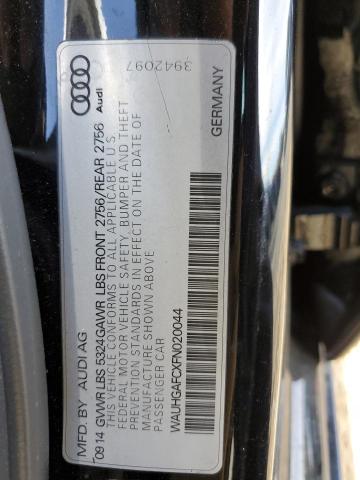 MFD. BY AUDI AG
09 14 GVWR LBS 5324GAWR LBS FRONT 2756/REAR 2756
THIS VEHICLE CONFORMS TO ALL APPLICABLE U.S.
FEDERAL MOTOR VEHICLE SAFETY, BUMPER AND THEFT
PREVENTION STANDARDS IN EFFECT ON THE DATE OF
MANUFACTURE SHOWN ABOVE
PASSENGER CAR
WAUHGAFCXFN020044
GERMANY
Audi
3942097